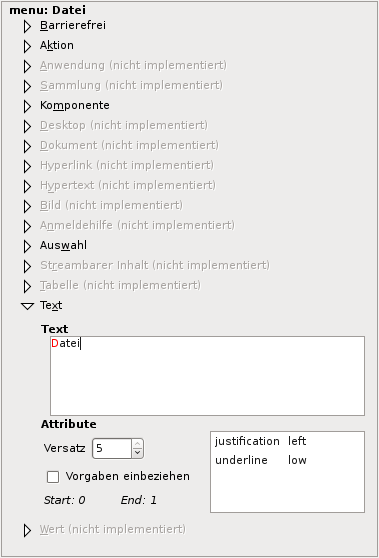 menu: Datei
Barrierefrei
Aktion
Anwendung (nicht implementiert)
Sammlung (nicht implementiert)
Komponente
Desktop (nicht implementiert)
Dokument (nicht implementiert)
Hyperlink (nicht implementiert)
Hypertext (nicht implementiert)
Bild (nicht implementiert)
Anmeldehilfe (nicht implementiert)
Auswahl
Streambarer Inhalt (nicht implementiert)
Tabelle (nicht implementiert)
Text
Text
Datei
Attribute
Versatz 5
justification left
underline low
Vorgaben einbeziehen
Start: 0 End: 1
Wert (nicht implementiert)